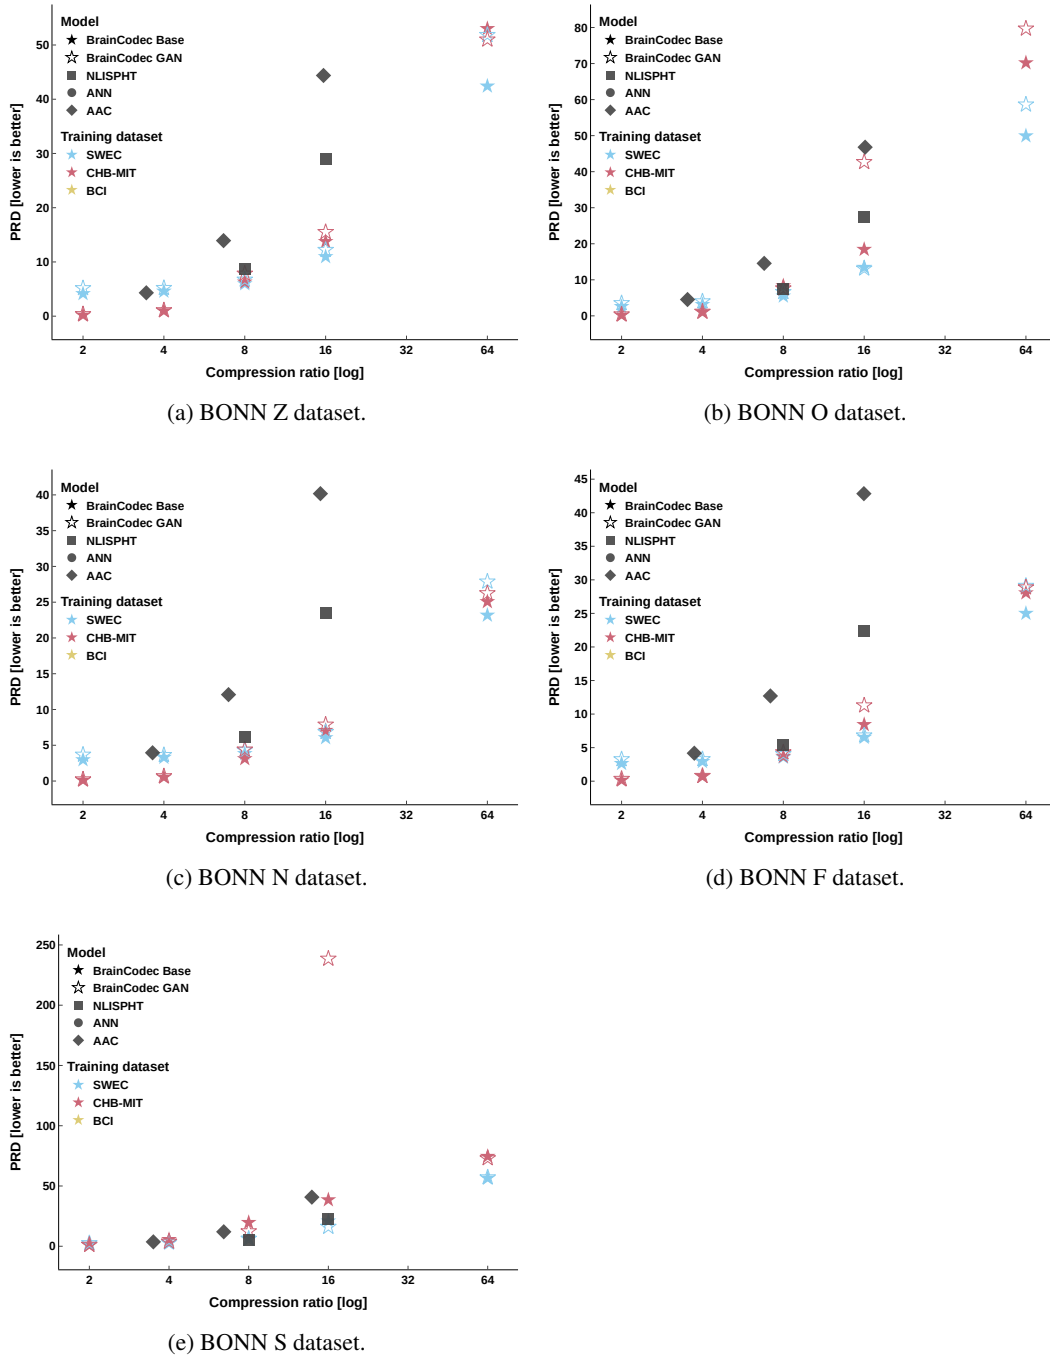 Model
BrainCodec Base
BrainCodec GAN
NLISPHT
ANN
AAC
Training dataset
SWEC
CHB-MIT
BCI
PRD [lower is better]
50
40
30
20
10
0
2 4 8 16 32 64
Compression ratio [log]
(a) BONN Z dataset.
Model
BrainCodec Base
BrainCodec GAN
NLISPHT
ANN
AAC
Training dataset
SWEC
CHB-MIT
BCI
PRD [lower is better]
80
70
60
50
40
30
20
10
0
2 4 8 16 32 64
Compression ratio [log]
(b) BONN O dataset.
Model
BrainCodec Base
BrainCodec GAN
NLISPHT
ANN
AAC
Training dataset
SWEC
CHB-MIT
BCI
PRD [lower is better]
40
35
30
25
20
15
10
5
0
2 4 8 16 32 64
Compression ratio [log]
(c) BONN N dataset.
Model
BrainCodec Base
BrainCodec GAN
NLISPHT
ANN
AAC
Training dataset
SWEC
CHB-MIT
BCI
PRD [lower is better]
45
40
35
30
25
20
15
10
5
0
2 4 8 16 32 64
Compression ratio [log]
(d) BONN F dataset.
Model
BrainCodec Base
BrainCodec GAN
NLISPHT
ANN
AAC
Training dataset
SWEC
CHB-MIT
BCI
PRD [lower is better]
250
200
150
100
50
0
2 4 8 16 32 64
Compression ratio [log]
(e) BONN S dataset.